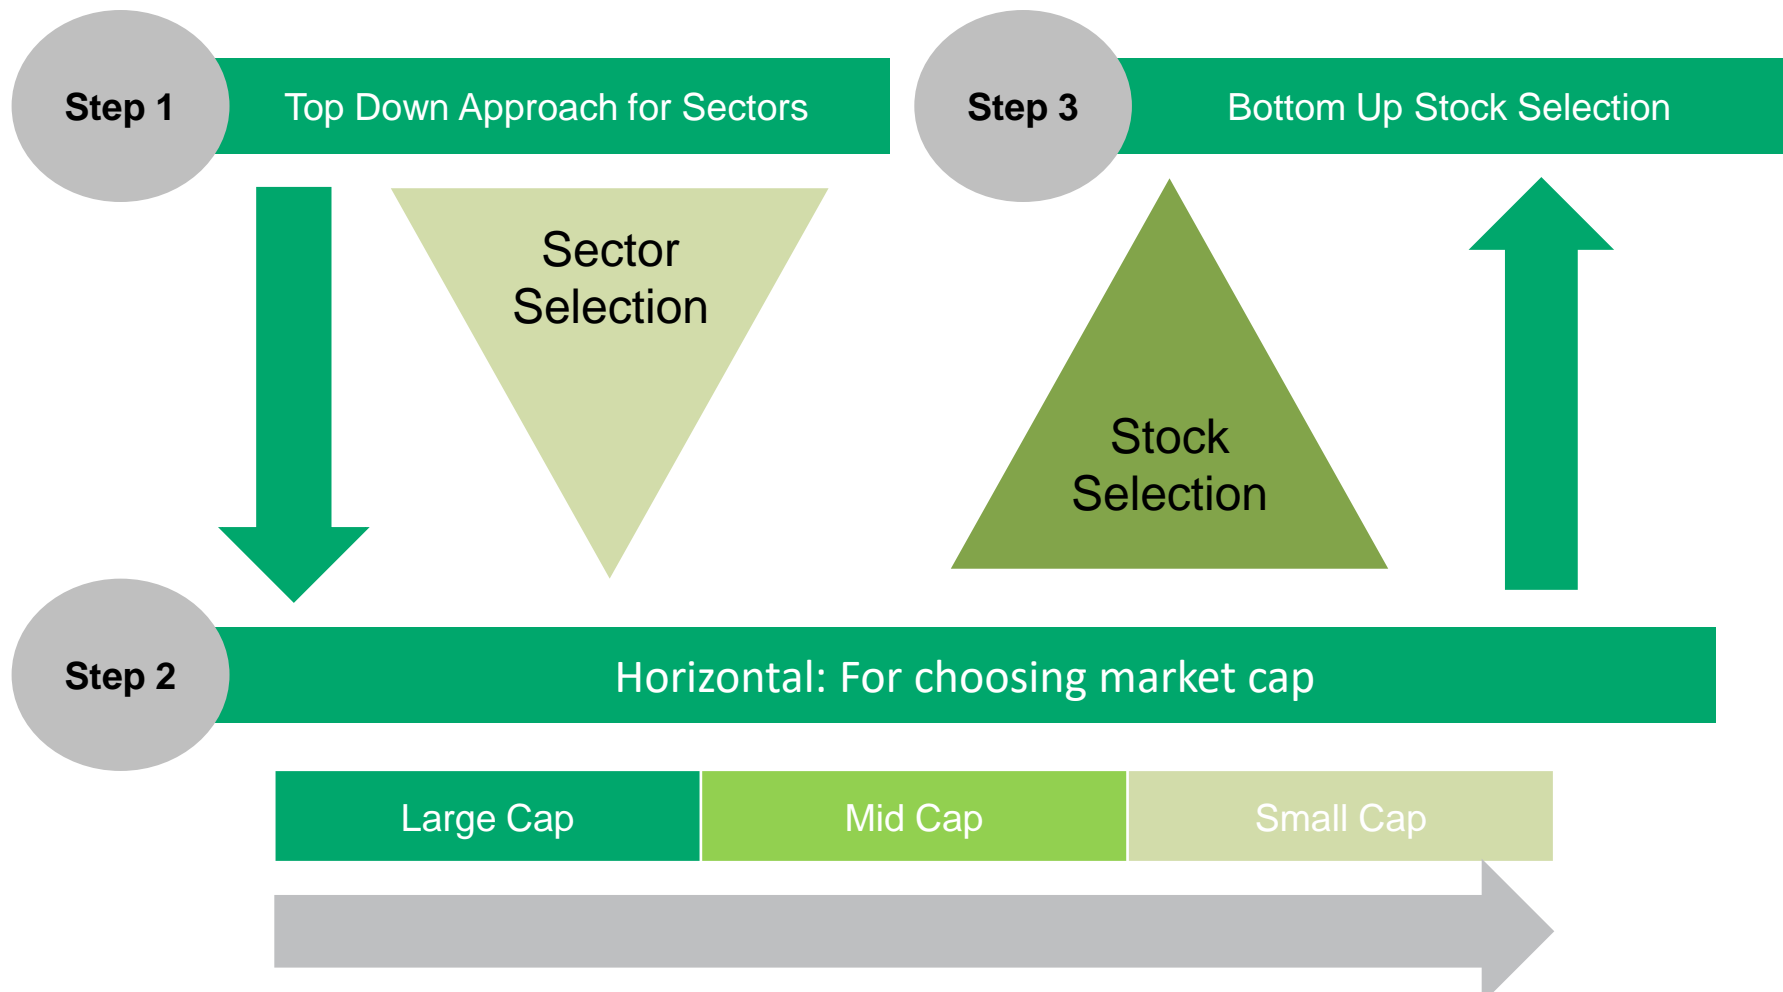 Step 1
Top Down Approach for Sectors
Sector
Selection
Step 3
Bottom Up Stock Selection
Stock
Selection
Step 2
Horizontal: For choosing market cap
Large Cap
Mid Cap
Small Cap